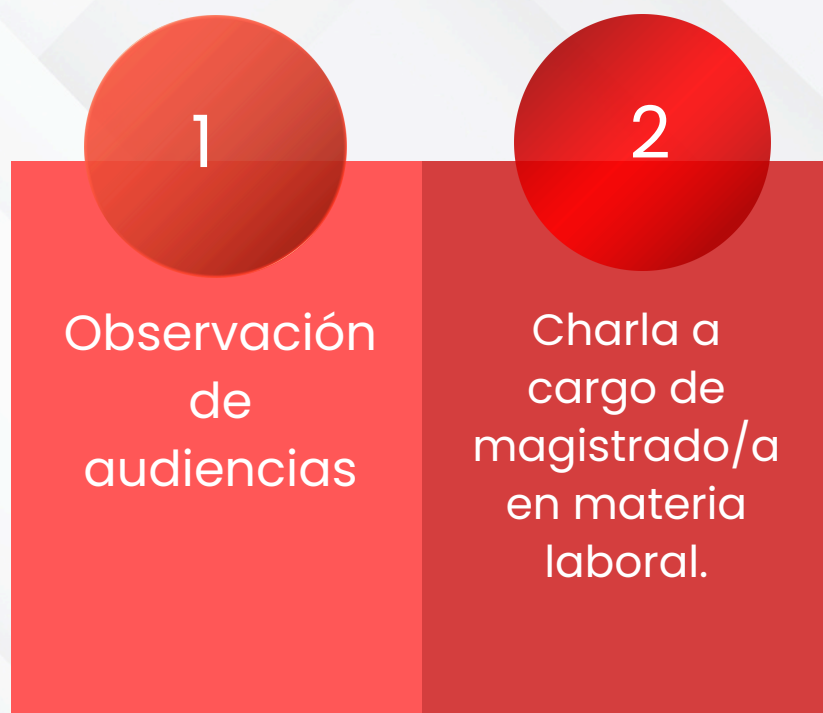 1
Observación
de
audiencias
2
Charla a
cargo de
magistrado/a
en materia
laboral.